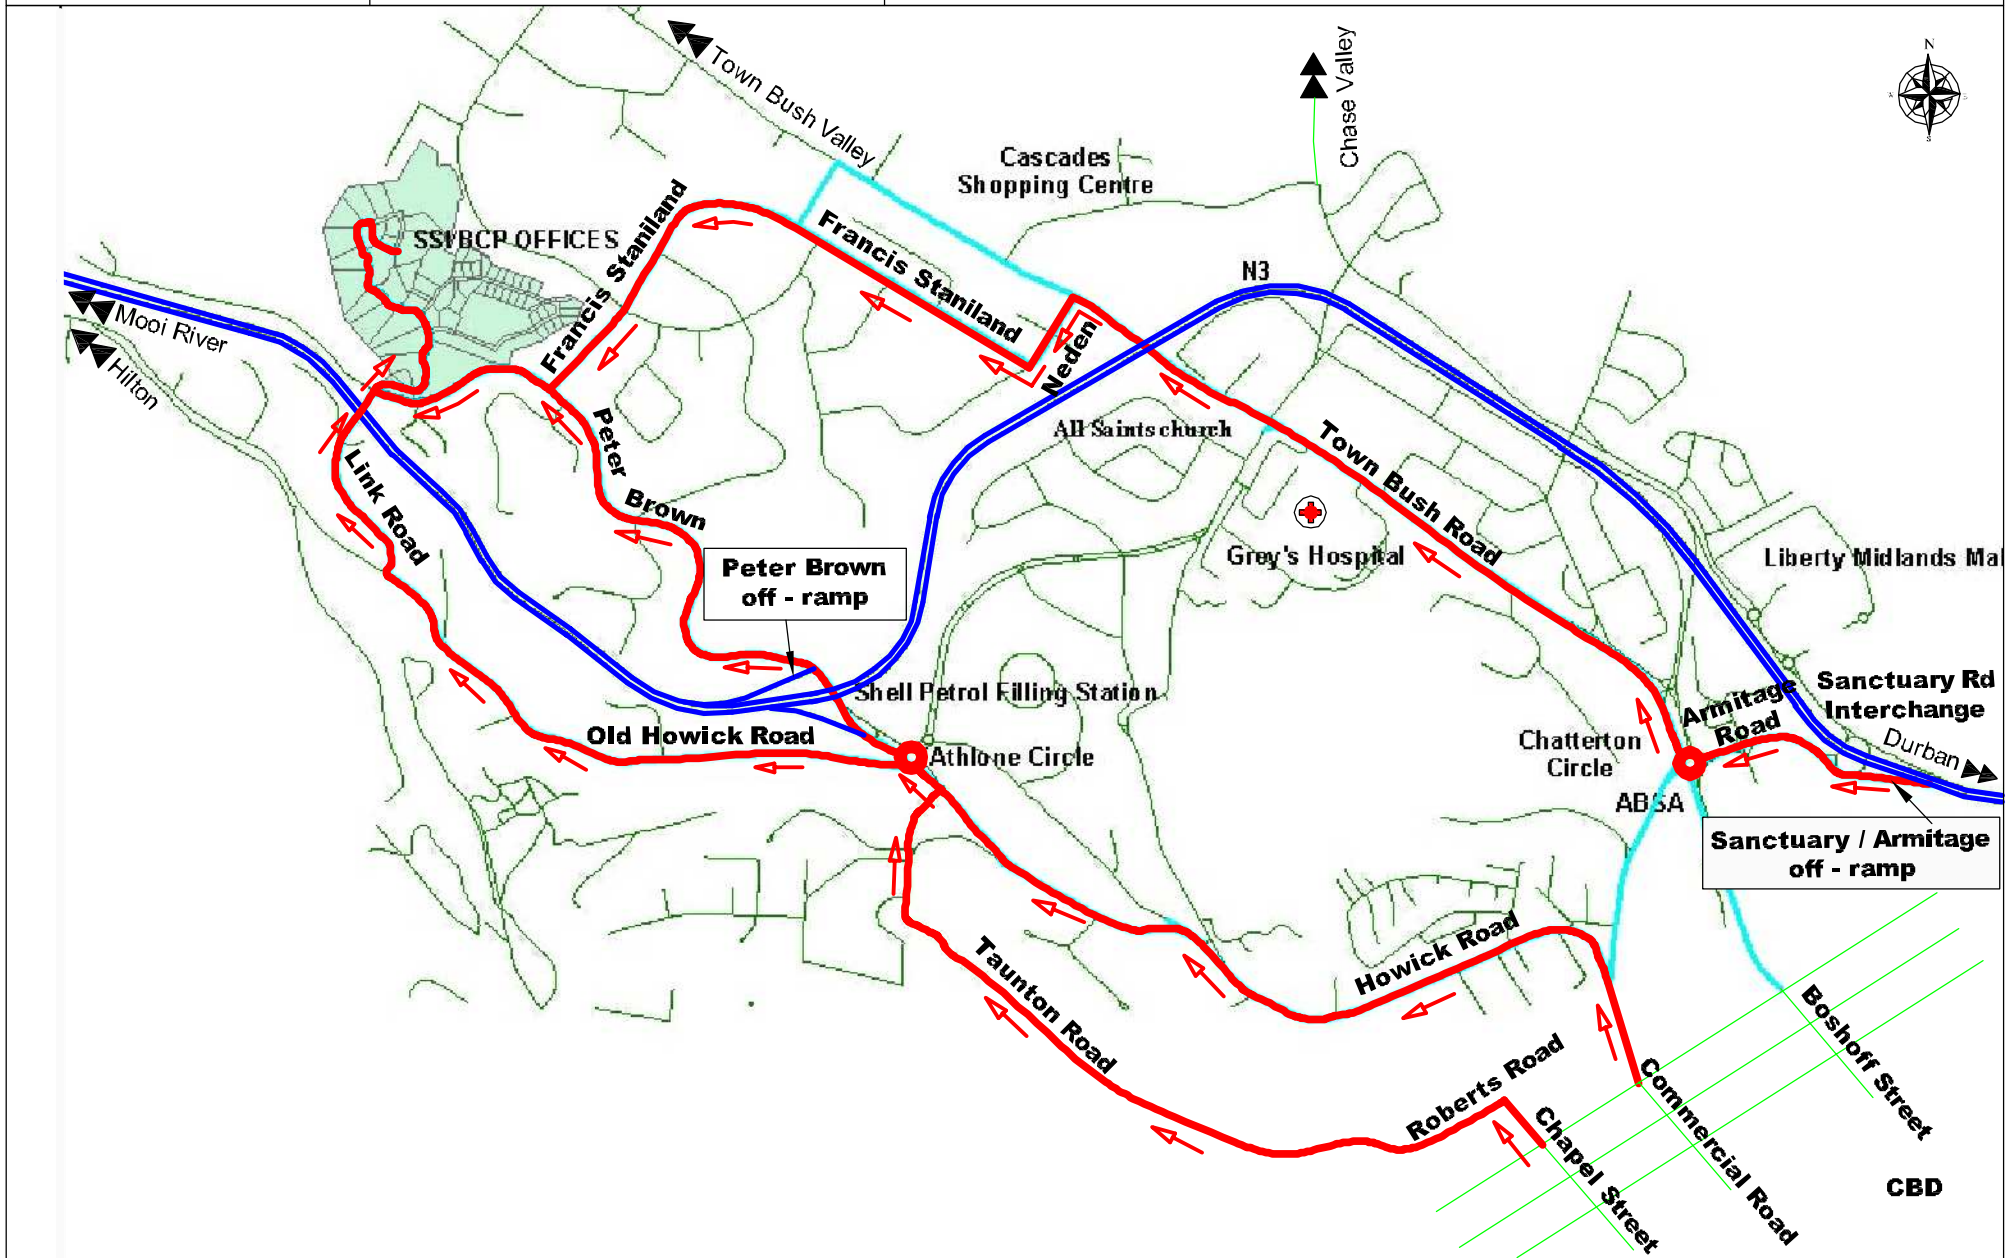 N
Town Bush Valley
Chase Valley
Cascades
Shopping Centre
Francis Staniland
SSI/BCP OFFICES
Francis Staniland
N3
Mooi River
Hilton
Neden
All Saints church
Peter
Brown
Link Road
Town Bush Road
Grey's Hospital
Liberty Midlands Mal
Peter Brown
off - ramp
Shell Petrol Filling Station
Old Howick Road
Athlone Circle
Armitage
Road
Sanctuary Rd
Interchange
Durban
Chatterton
Circle
ABSA
Sanctuary / Armitage
off - ramp
Howick Road
Taunton Road
Roberts Road
Chapel Street
Commercial Road
Boshoff Street
CBD